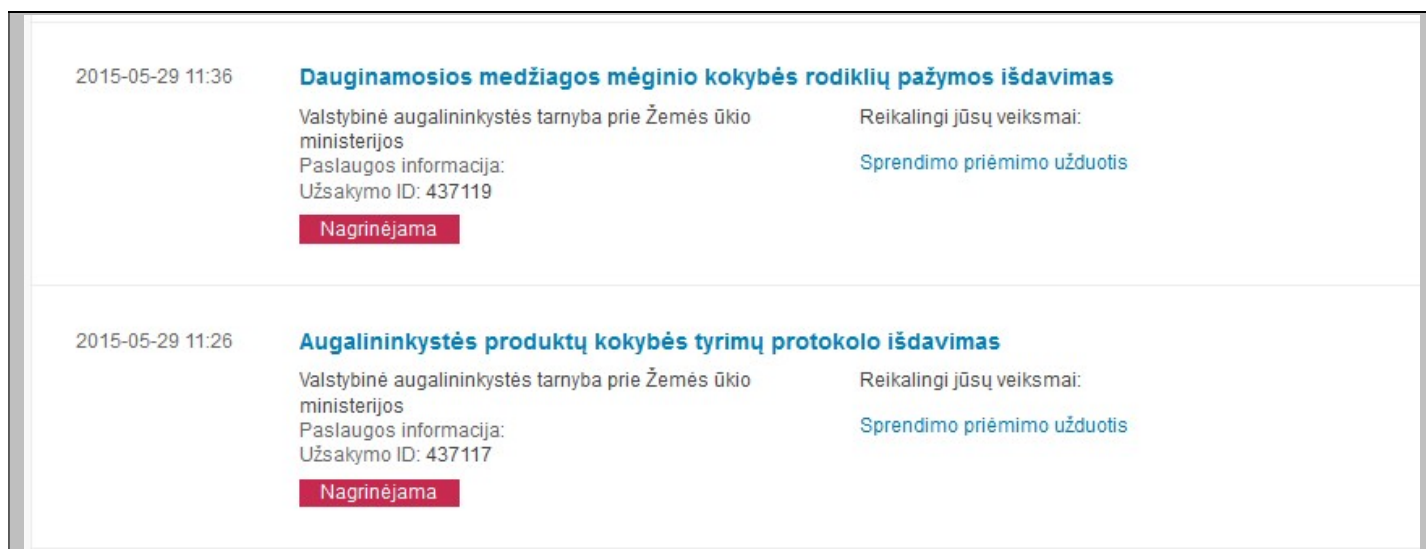 2015-05-29 11:36
Dauginamosios medžiagos mėginio kokybės rodiklių pažymos išdavimas
Valstybinė augalininkystės tarnyba prie Žemės ūkio
ministerijos
Paslaugos informacija:
Užsakymo ID: 437119
Nagrinėjama
Reikalingi jūsų veiksmai:
Sprendimo priėmimo užduotis
2015-05-29 11:26
Augalininkystės produktų kokybės tyrimų protokolo išdavimas
Valstybinė augalininkystės tarnyba prie Žemės ūkio
ministerijos
Paslaugos informacija:
Užsakymo ID: 437117
Nagrinėjama
Reikalingi jūsų veiksmai:
Sprendimo priėmimo užduotis